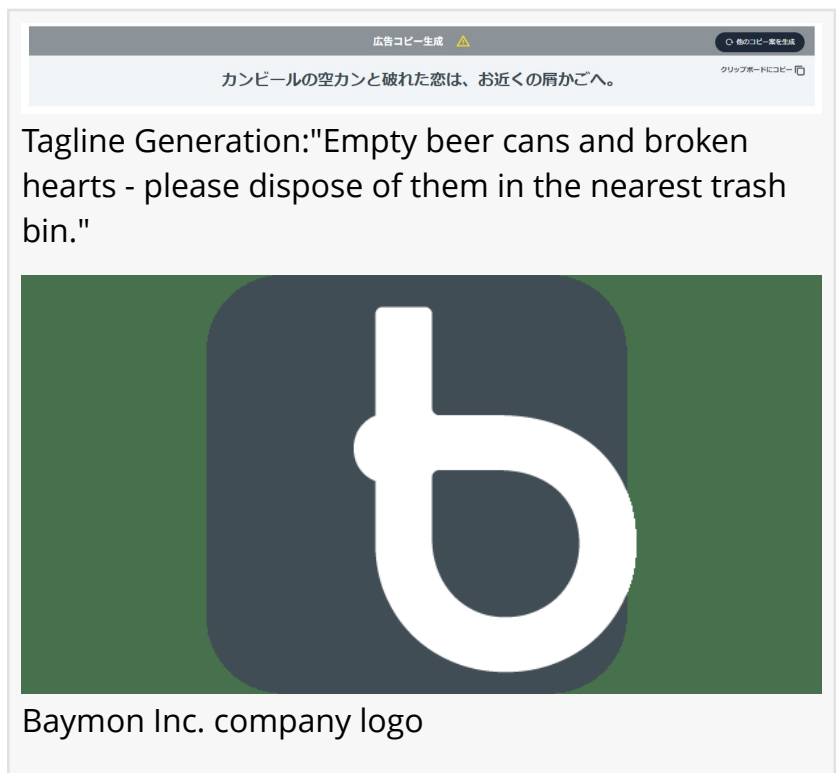 広告コピー生成
他のコピー案を生成
カンビールの空カンと破れた恋は、お近くの屑かごへ。
クリップボードにコピー
Tagline Generation:"Empty beer cans and broken
hearts - please dispose of them in the nearest trash
bin."
b
Baymon Inc. company logo